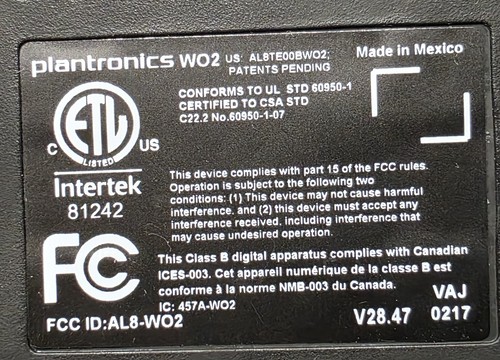 plantronics WO2 US: AL8TE00BWO2;
PATENTS PENDING
Made in Mexico
CONFORMS TO UL STD 60950-1
CERTIFIED TO CSA STD
C22.2 No.60950-1-07
ETL
C US
LISTED
Intertek
81242
This device complies with part 15 of the FCC rules.
Operation is subject to the following two
conditions: (1) This device may not cause harmful
interference. and (2) this device must accept any
interference received, including interference that
may cause undesired operation.
FC
This Class B digital apparatus complies with Canadian
ICES-003. Cet appareil numérique de la classe B est
conforme à la norme NMB-003 du Canada.
IC: 457A-WO2
FCC ID:AL8-WO2
V28.47
VAJ
0217